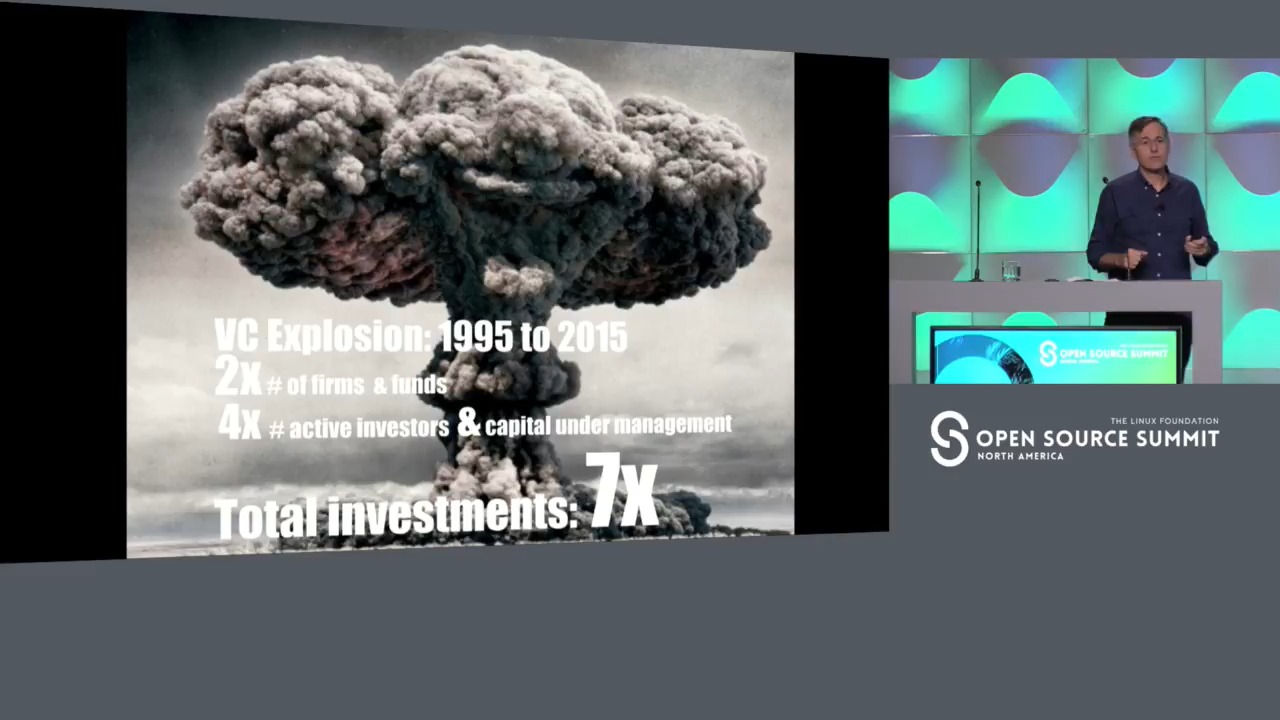 VC Explosion: 1995 to 2015
2x # of firms & funds
4x # active investors & capital under management
Total investments: 7x
OPEN SOURCE SUMMIT
THE LINUX FOUNDATION
OPEN SOURCE SUMMIT
NORTH AMERICA